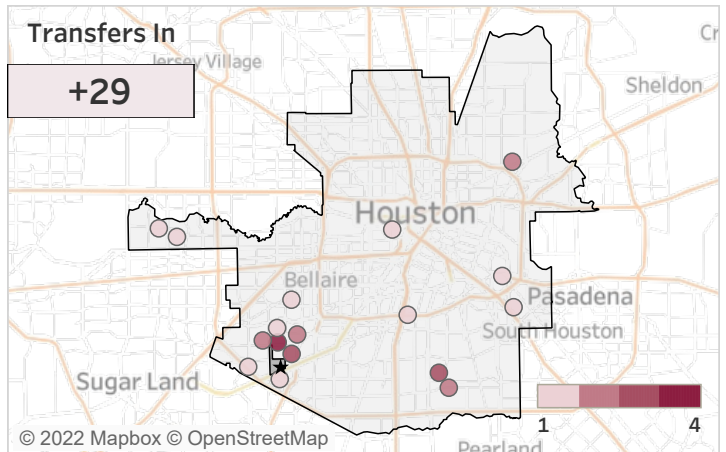 Transfers In
+29
Jersey Village
Cr
Sheldon
Houston
Bellaire
Pasadena
South Houston
Sugar Land
1
4
© 2022 Mapbox © OpenStreetMap
Pearland